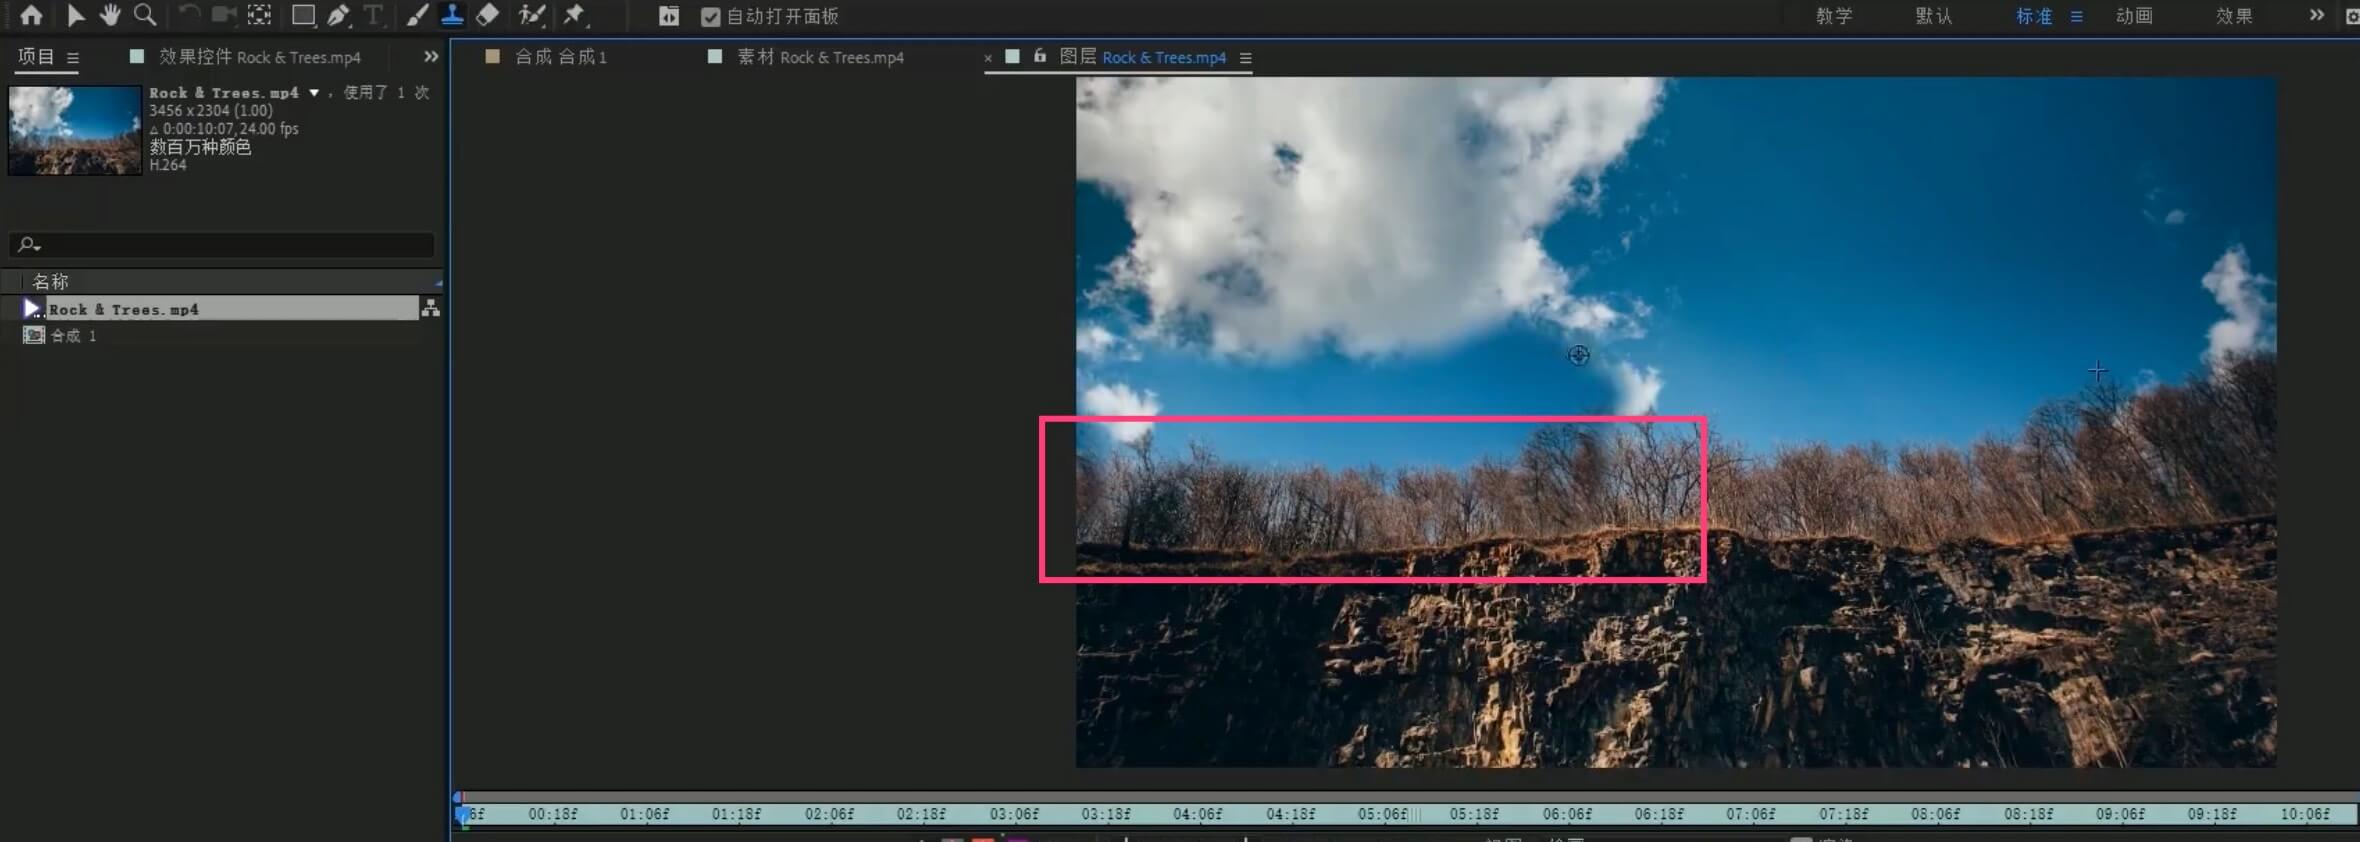 自动打开面板
教学
默认
标准
动画
效果
项目
效果控件 Rock & Trees.mp4
合成 合成 1
素材 Rock & Trees.mp4
图层 Rock & Trees.mp4
Rock & Trees.mp4 ，使用了 1 次
3456 x 2304 (1.00)
△ 0:00:10:07, 24.00 fps
数百万种颜色
H.264
名称
Rock & Trees.mp4
合成 1
6f 00:18f 01:06f 01:18f 02:06f 02:18f 03:06f 03:18f 04:06f 04:18f 05:06f 05:18f 06:06f 06:18f 07:06f 07:18f 08:06f 08:18f 09:06f 09:18f 10:06f